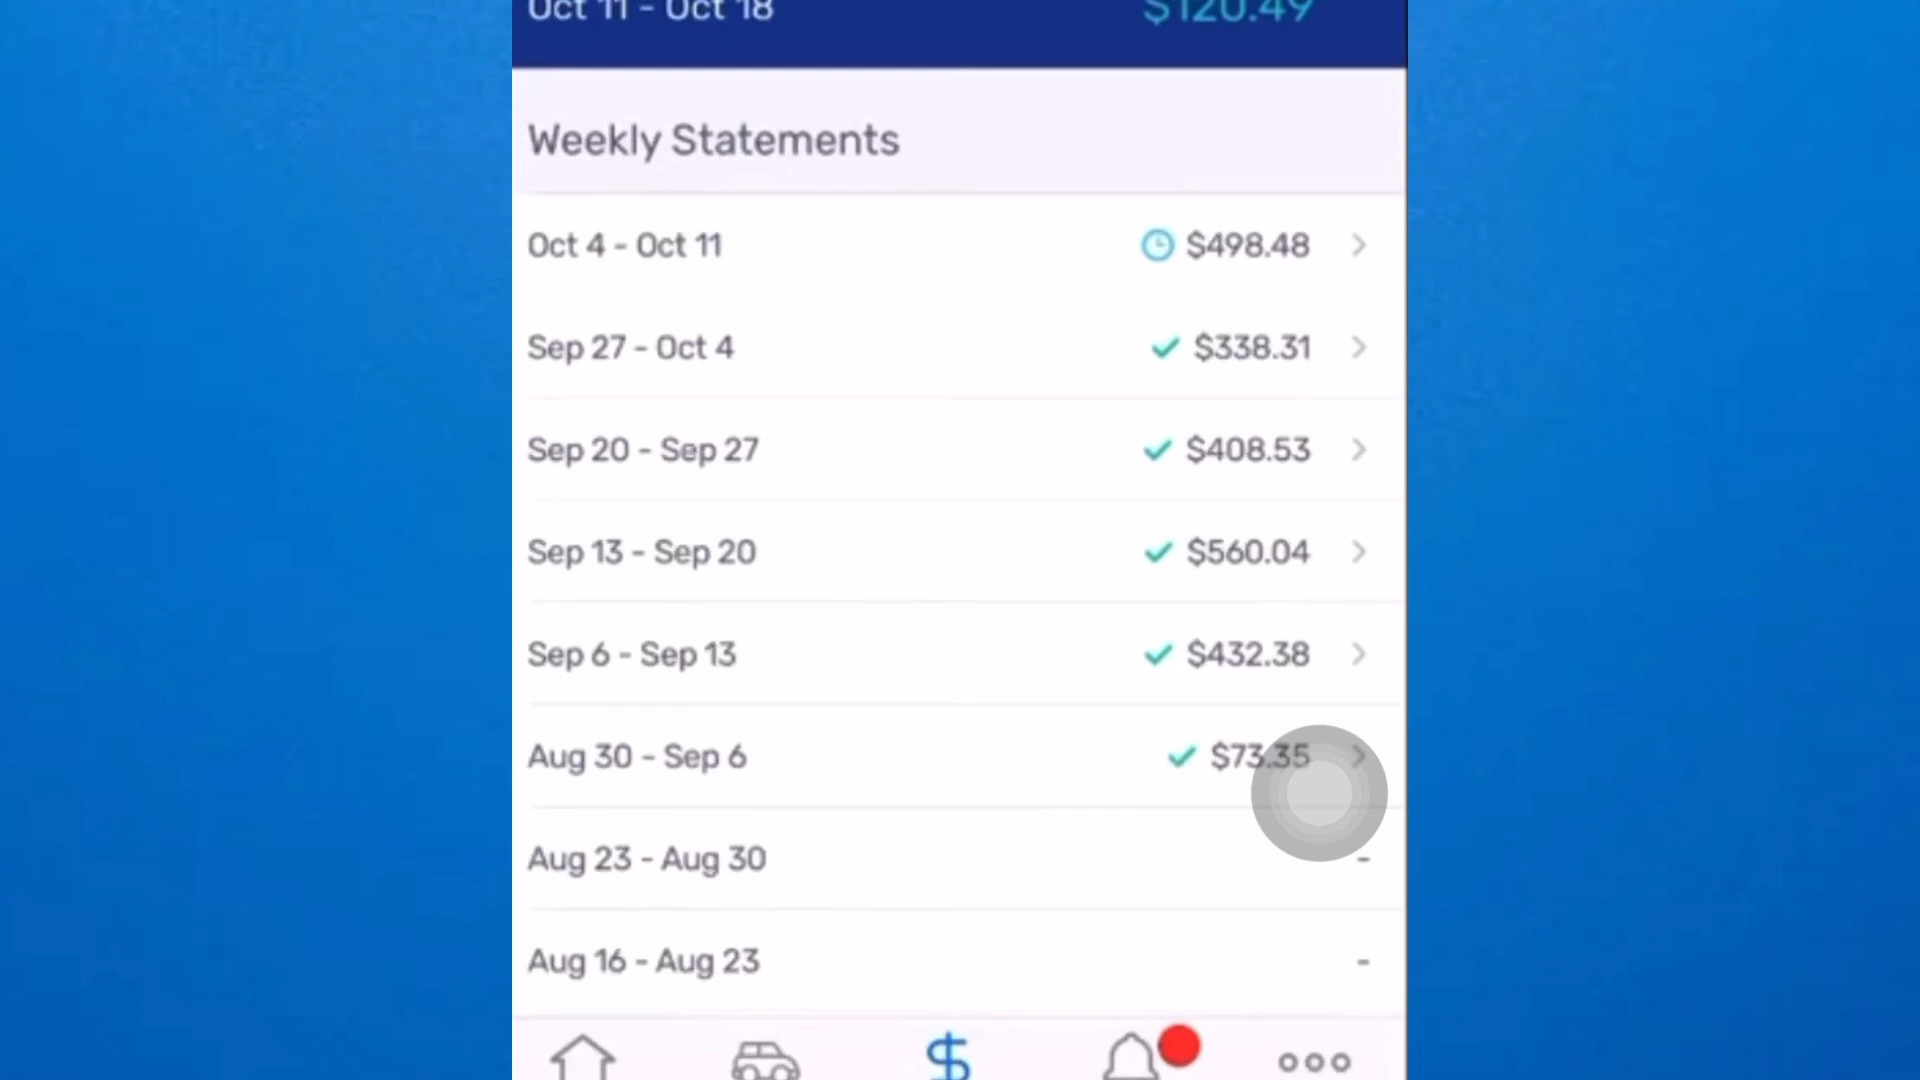 Oct 11 - Oct 18 $120.49
Weekly Statements
Oct 4 - Oct 11 $498.48
Sep 27 - Oct 4 $338.31
Sep 20 - Sep 27 $408.53
Sep 13 - Sep 20 $560.04
Sep 6 - Sep 13 $432.38
Aug 30 - Sep 6 $73.35
Aug 23 - Aug 30 -
Aug 16 - Aug 23 -